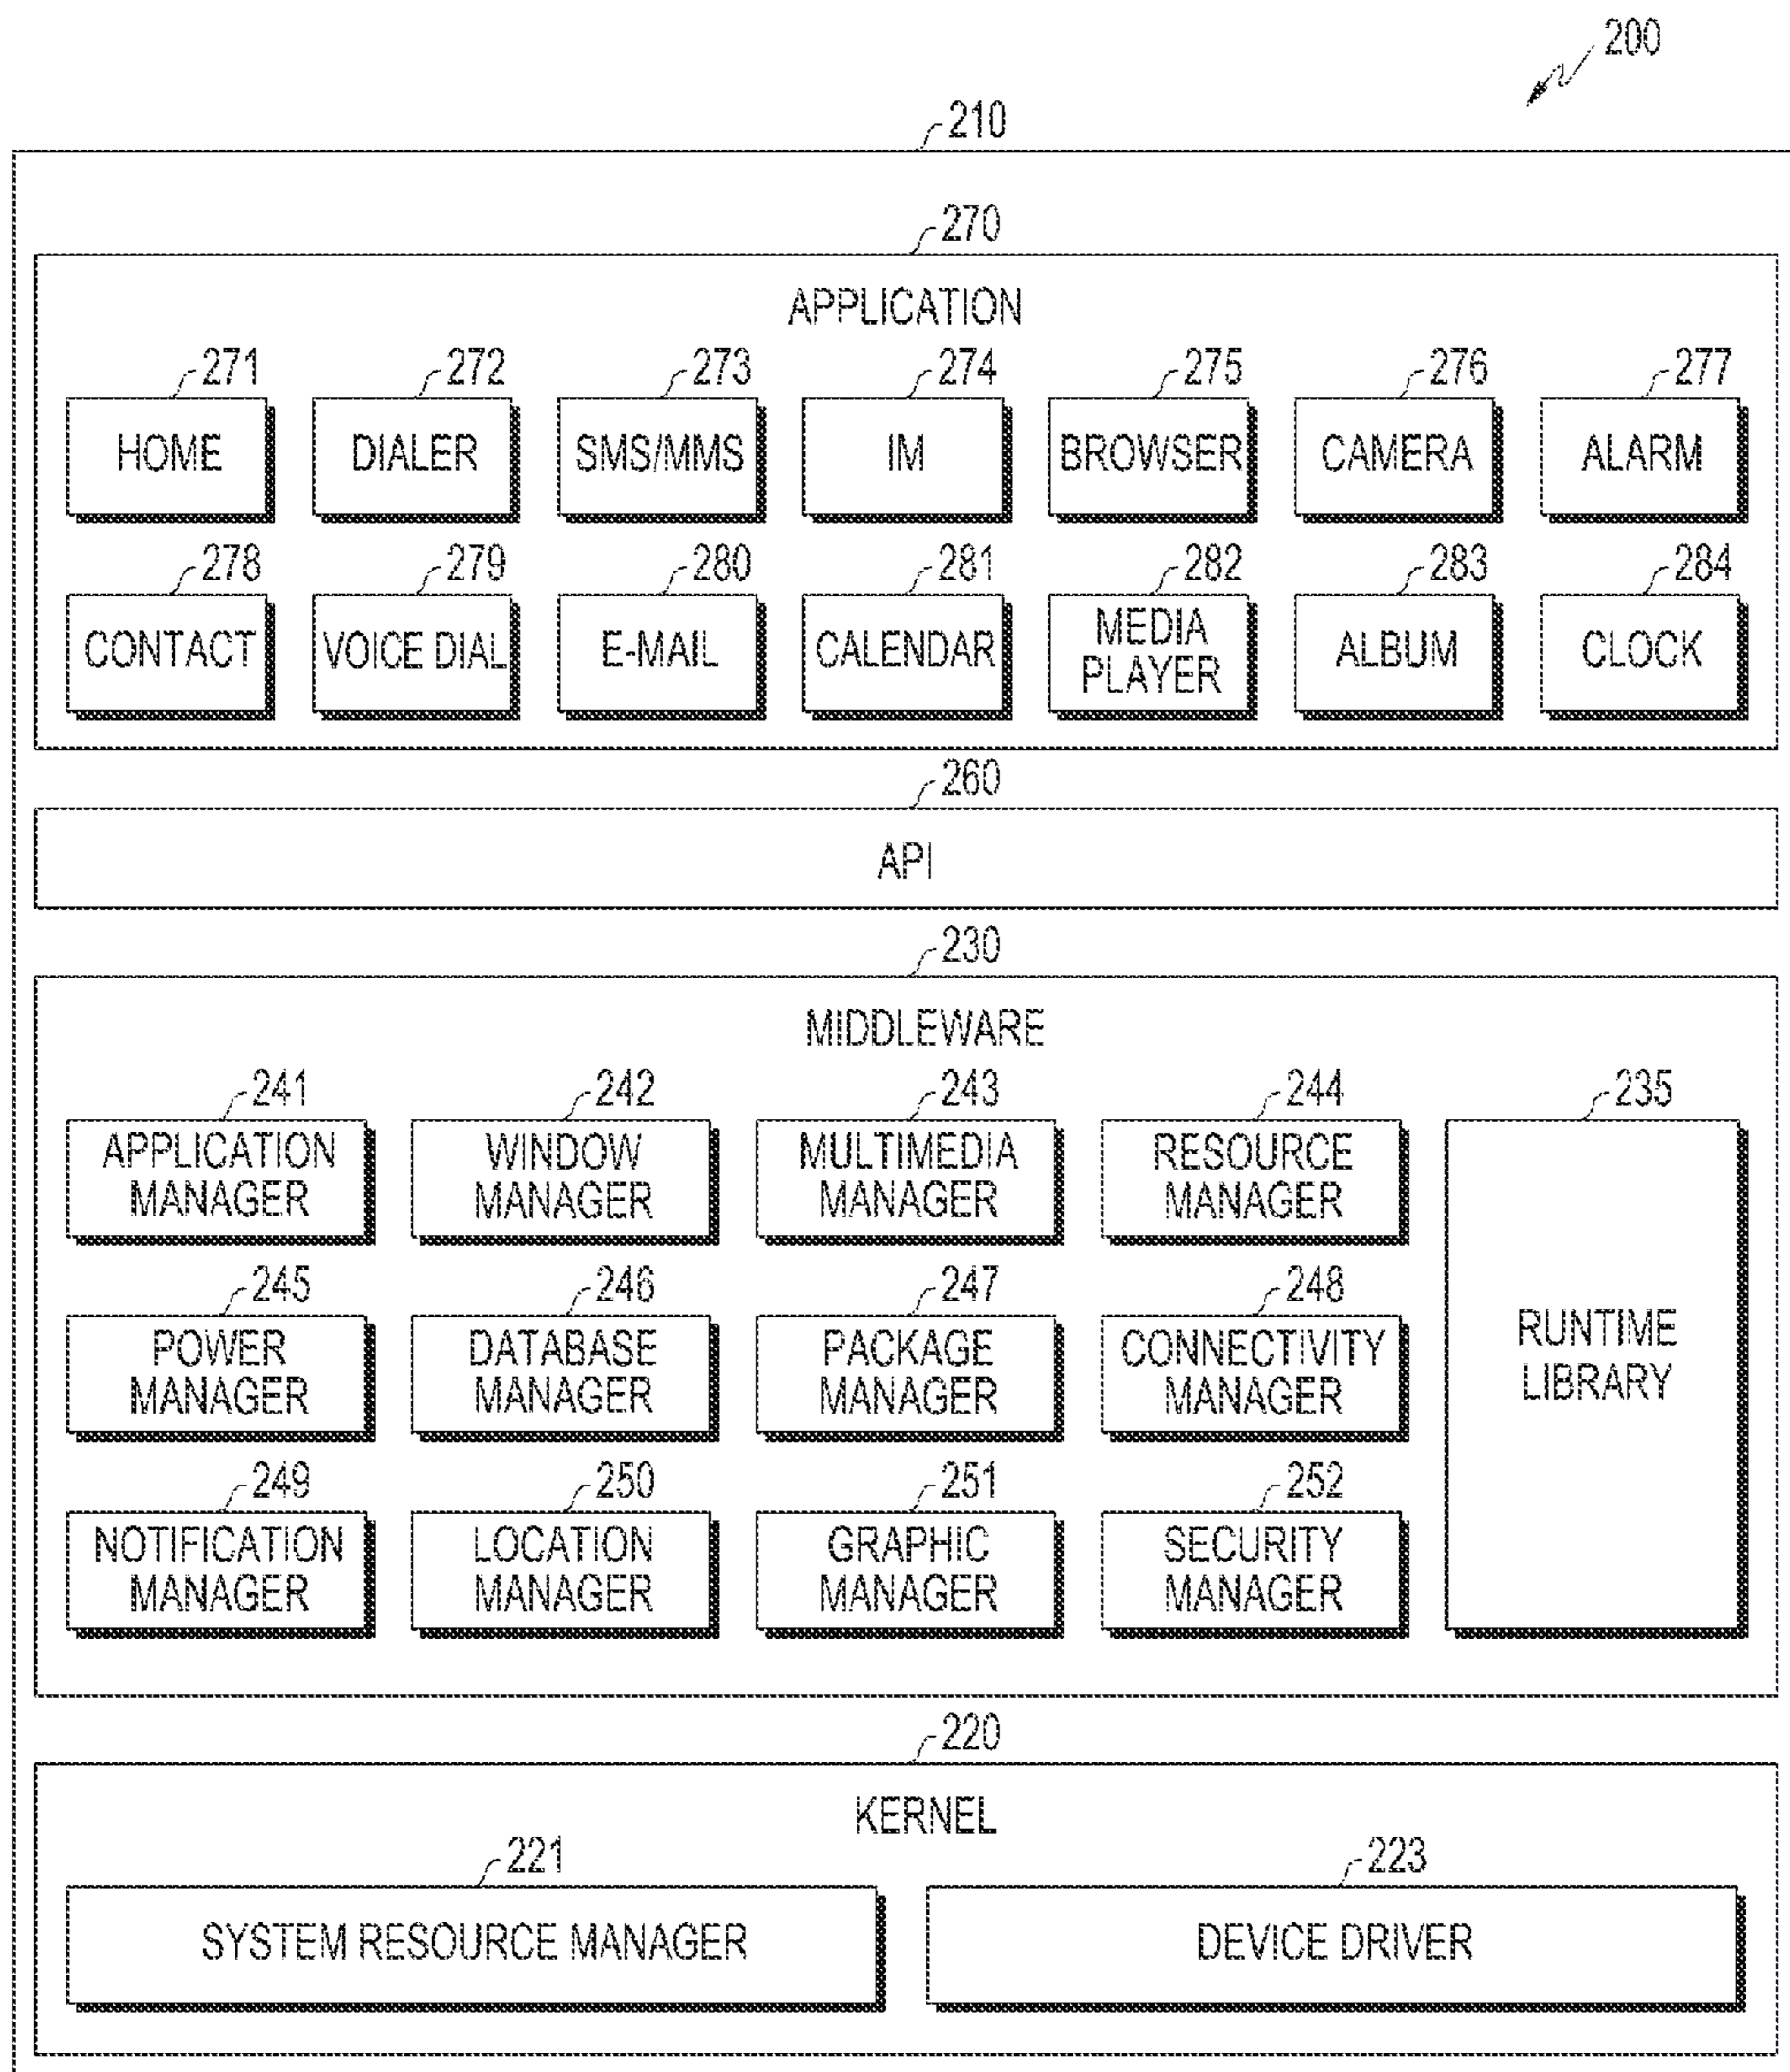 200
210
270
APPLICATION
271 272 273 274 275 276 277
HOME DIALER SMS/MMS IM BROWSER CAMERA ALARM
278 279 280 281 282 283 284
CONTACT VOICE DIAL E-MAIL CALENDAR MEDIA PLAYER ALBUM CLOCK
260
API
230
MIDDLEWARE
241 242 243 244 235
APPLICATION MANAGER WINDOW MANAGER MULTIMEDIA MANAGER RESOURCE MANAGER
245 246 247 248
POWER MANAGER DATABASE MANAGER PACKAGE MANAGER CONNECTIVITY MANAGER RUNTIME LIBRARY
249 250 251 252
NOTIFICATION MANAGER LOCATION MANAGER GRAPHIC MANAGER SECURITY MANAGER
220
KERNEL
221 223
SYSTEM RESOURCE MANAGER DEVICE DRIVER